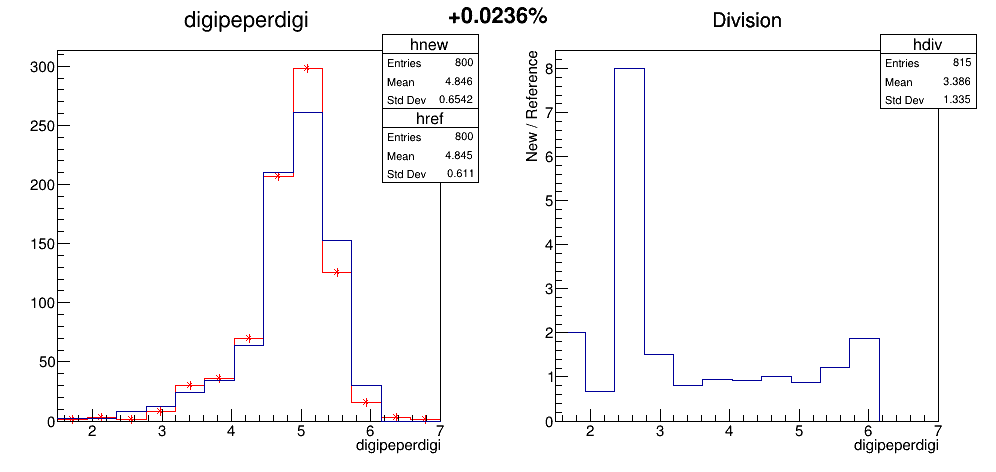 +0.0236%
digipeperdigi
hnew
Entries 800
Mean 4.846
Std Dev 0.6542
href
Entries 800
Mean 4.845
Std Dev 0.611
300
250
200
150
100
50
0
2 3 4 5 6 7
digipeperdigi
Division
hdiv
Entries 815
Mean 3.386
Std Dev 1.335
New / Reference
8
7
6
5
4
3
2
1
0
2 3 4 5 6 7
digipeperdigi